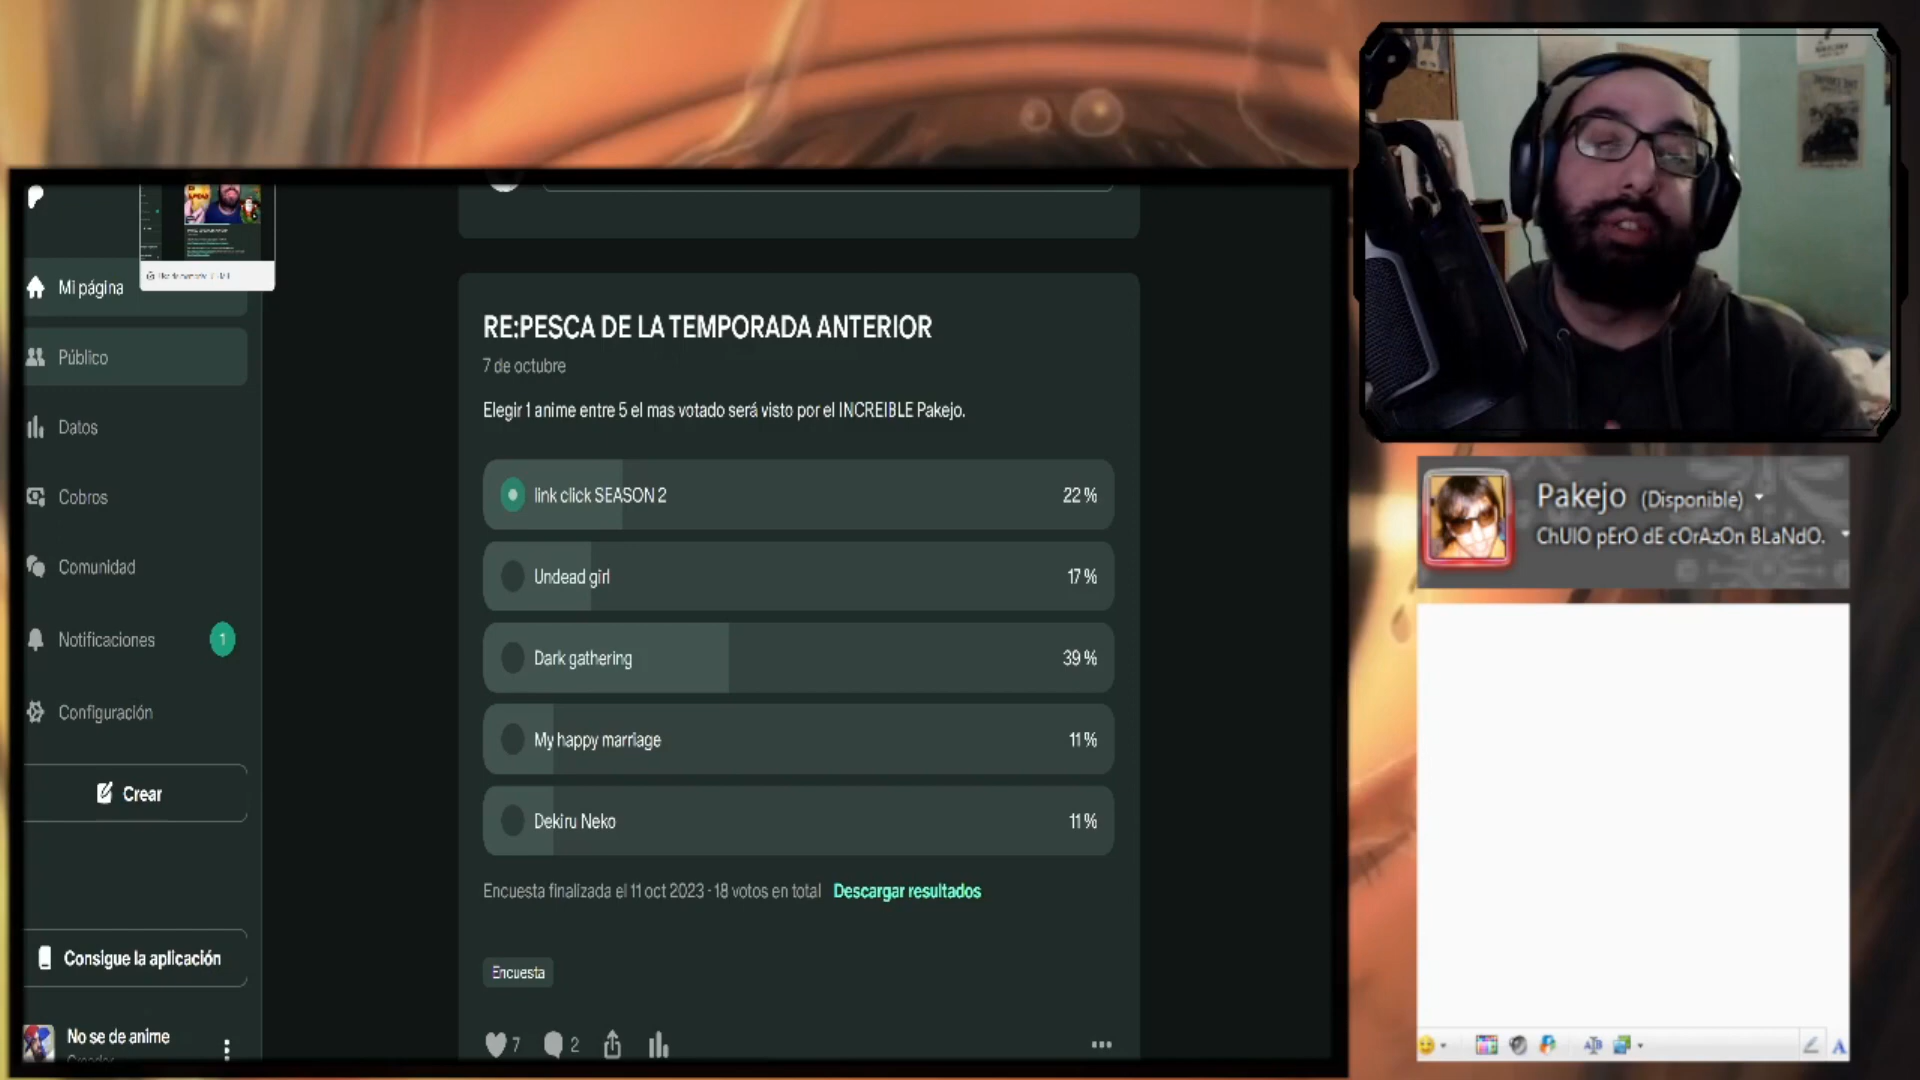 Mi página
Público
Datos
Cobros
Comunidad
Notificaciones 1
Configuración
Crear
Consigue la aplicación
No se de anime
RE:PESCA DE LA TEMPORADA ANTERIOR
7 de octubre
Elegir 1 anime entre 5 el mas votado será visto por el INCREIBLE Pakejo.
link click SEASON 2 22 %
Undead girl 17 %
Dark gathering 39 %
My happy marriage 11 %
Dekiru Neko 11 %
Encuesta finalizada el 11 oct 2023 · 18 votos en total Descargar resultados
Encuesta
7 2
Pakejo (Disponible)
ChUlO pErO dE cOrAzOn BLaNdO.